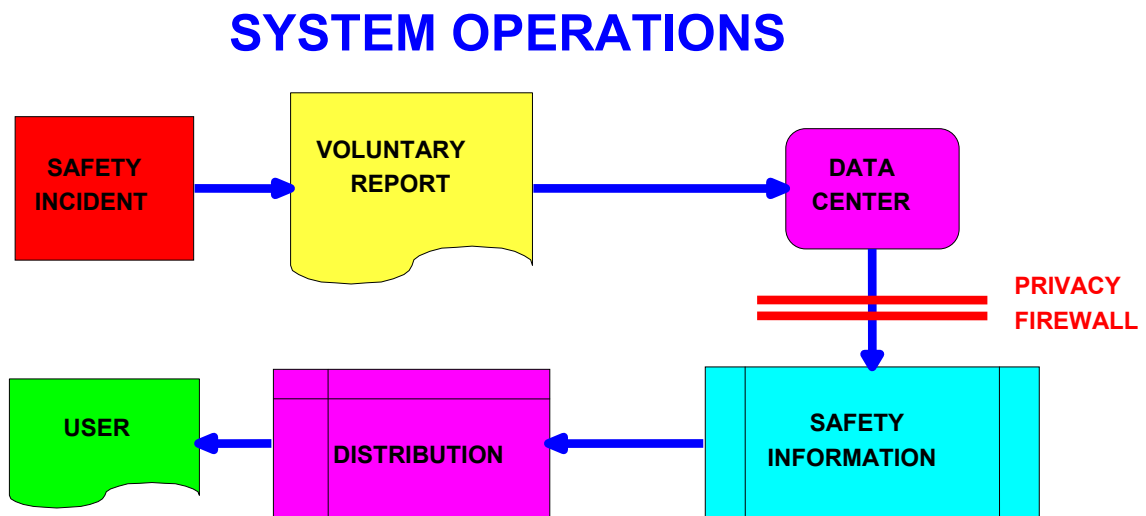 SYSTEM OPERATIONS
SAFETY
INCIDENT
VOLUNTARY
REPORT
DATA
CENTER
PRIVACY
FIREWALL
SAFETY
INFORMATION
DISTRIBUTION
USER